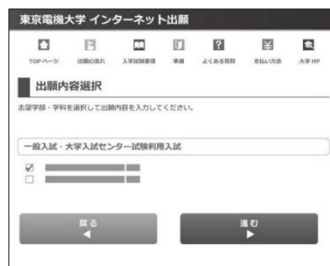 東京電機大学 インターネット出願
TOPページ 出願の流れ 入学試験要項 準備 よくある質問 支払い方法 大学HP
出願内容選択
志望学部・学科を選択して出願内容を入力してください。
一般入試・大学入試センター試験利用入試
戻る 進む